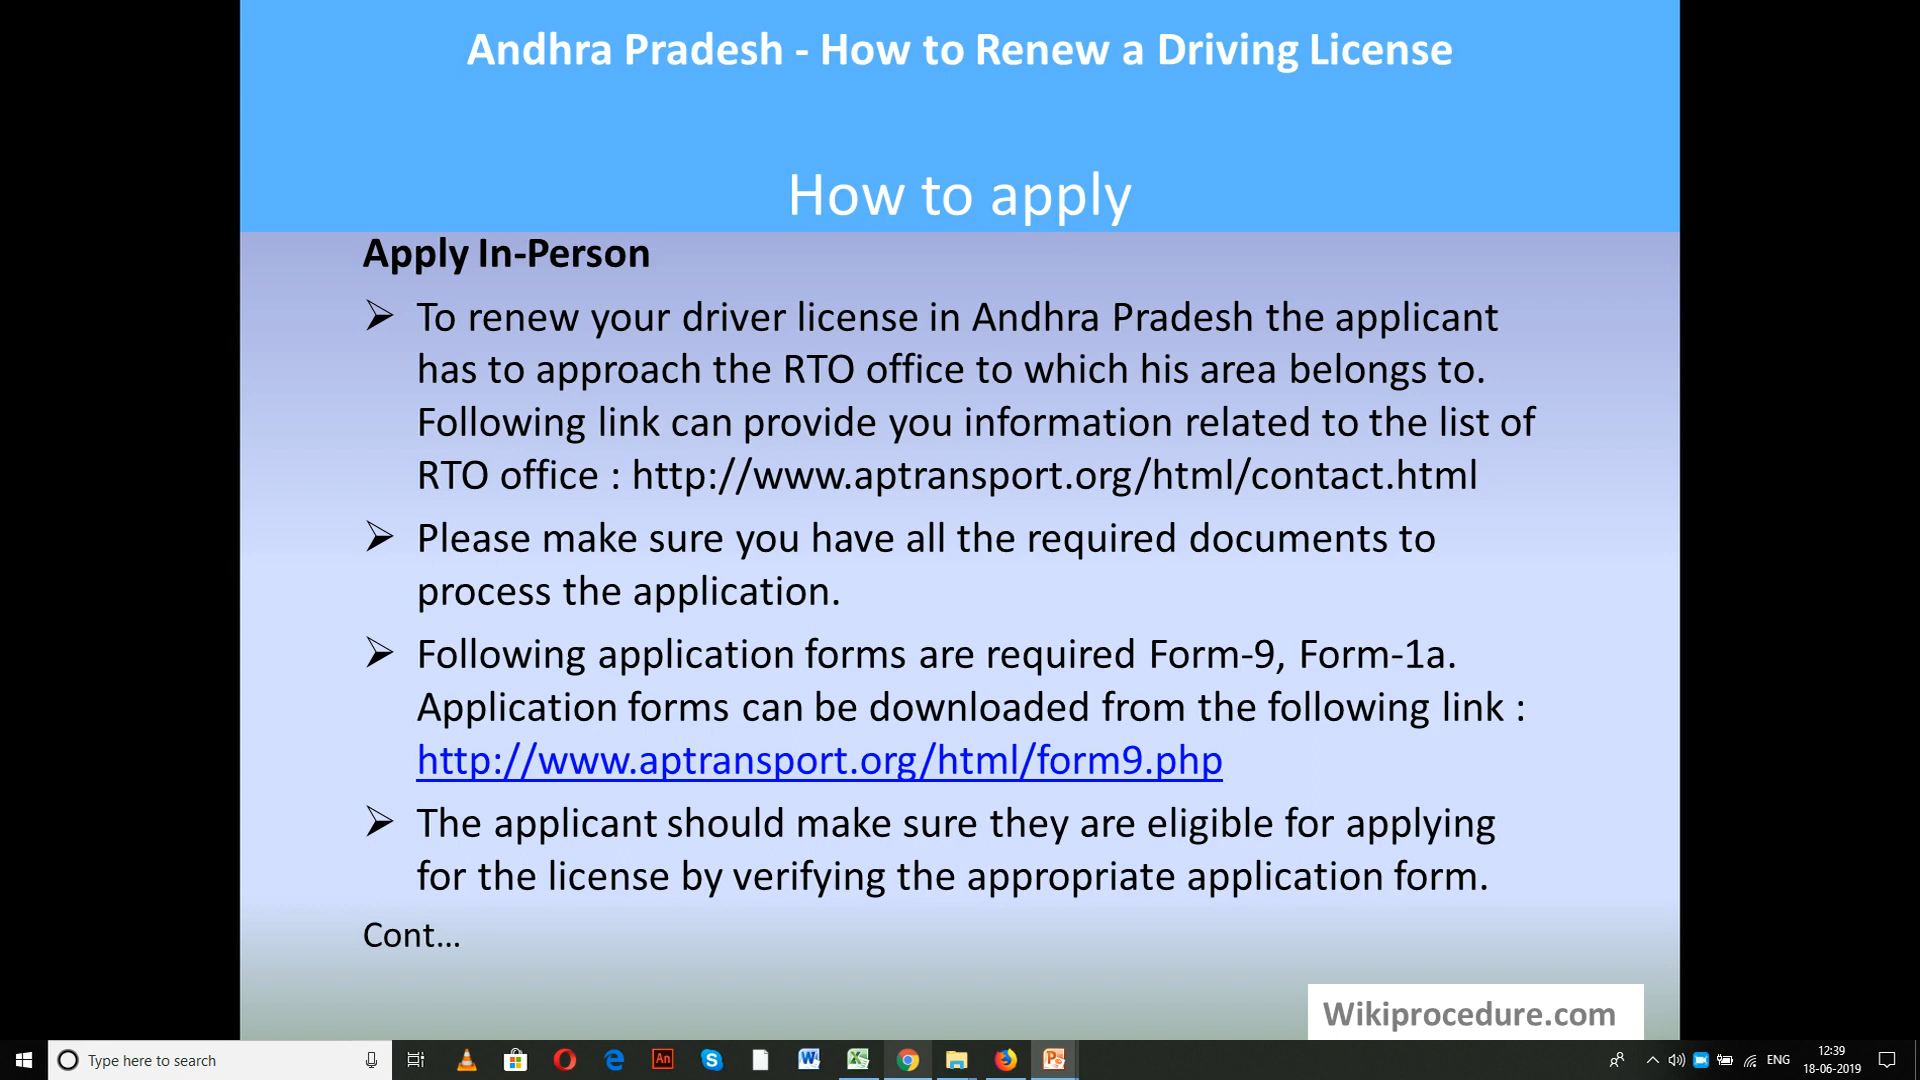 Andhra Pradesh - How to Renew a Driving License
How to apply
Apply In-Person
➢ To renew your driver license in Andhra Pradesh the applicant
has to approach the RTO office to which his area belongs to.
Following link can provide you information related to the list of
RTO office : http://www.aptransport.org/html/contact.html
➢ Please make sure you have all the required documents to
process the application.
➢ Following application forms are required Form-9, Form-1a.
Application forms can be downloaded from the following link :
http://www.aptransport.org/html/form9.php
➢ The applicant should make sure they are eligible for applying
for the license by verifying the appropriate application form.
Cont...
Wikiprocedure.com
Type here to search
An
ENG
12:39
18-06-2019